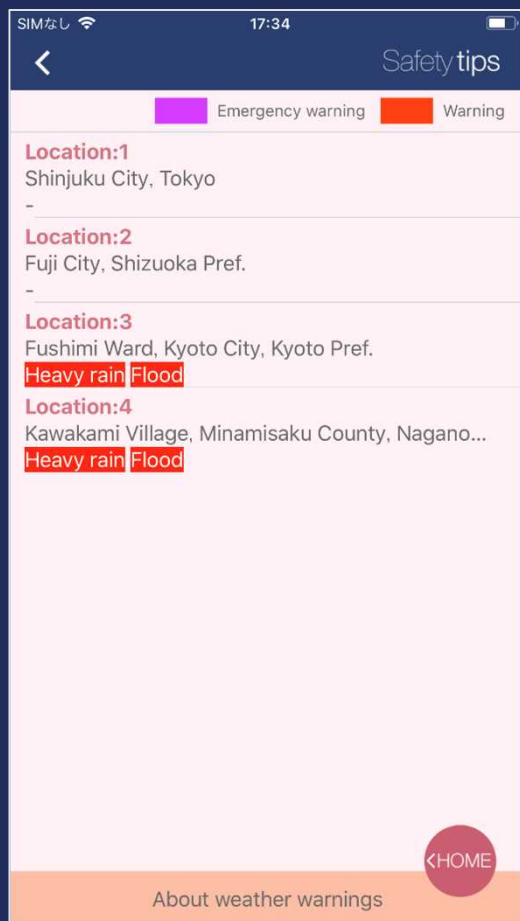 SIMなし 17:34
Safety tips
Emergency warning Warning
Location:1
Shinjuku City, Tokyo
-
Location:2
Fuji City, Shizuoka Pref.
-
Location:3
Fushimi Ward, Kyoto City, Kyoto Pref.
Heavy rain Flood
Location:4
Kawakami Village, Minamisaku County, Nagano...
Heavy rain Flood
<HOME
About weather warnings